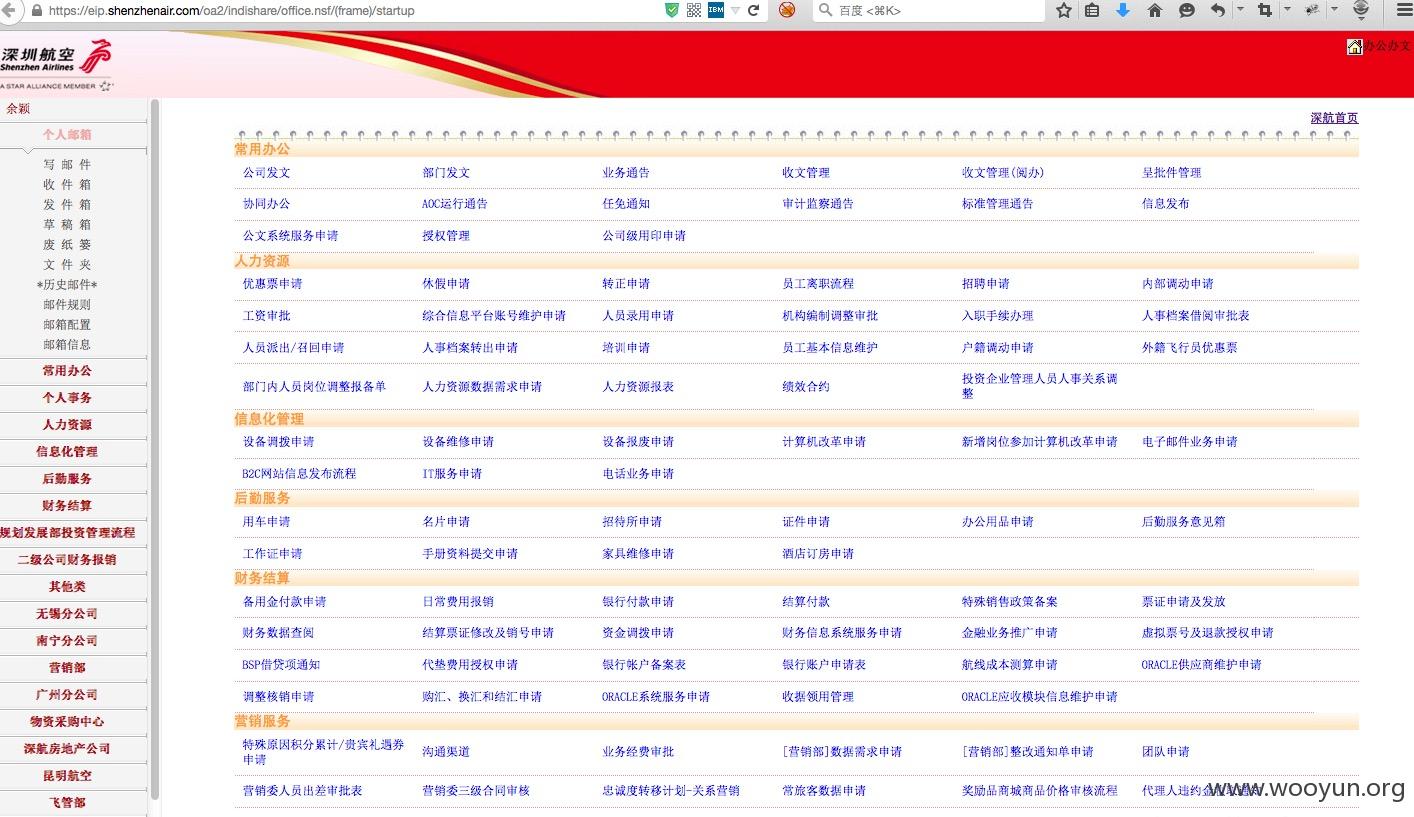 https://eip.shenzhenair.com/oa2/indishare/office.nsf/(frame)/startup
IBM
百度 <⌘K>
深圳航空
Shenzhen Airlines
A STAR ALLIANCE MEMBER
办公办文
余颖
个人邮箱
写 邮 件
收 件 箱
发 件 箱
草 稿 箱
废 纸 篓
文 件 夹
*历史邮件*
邮件规则
邮箱配置
邮箱信息
常用办公
个人事务
人力资源
信息化管理
后勤服务
财务结算
规划发展部投资管理流程
二级公司财务报销
其他类
无锡分公司
南宁分公司
营销部
广州分公司
物资采购中心
深航房地产公司
昆明航空
飞管部
深航首页
常用办公
公司发文 部门发文 业务通告 收文管理 收文管理(阅办) 呈批件管理
协同办公 AOC运行通告 任免通知 审计监察通告 标准管理通告 信息发布
公文系统服务申请 授权管理 公司级用印申请
人力资源
优惠票申请 休假申请 转正申请 员工离职流程 招聘申请 内部调动申请
工资审批 综合信息平台账号维护申请 人员录用申请 机构编制调整审批 入职手续办理 人事档案借阅审批表
人员派出/召回申请 人事档案转出申请 培训申请 员工基本信息维护 户籍调动申请 外籍飞行员优惠票
部门内人员岗位调整报备单 人力资源数据需求申请 人力资源报表 绩效合约 投资企业管理人员人事关系调
整
信息化管理
设备调拨申请 设备维修申请 设备报废申请 计算机改革申请 新增岗位参加计算机改革申请 电子邮件业务申请
B2C网站信息发布流程 IT服务申请 电话业务申请
后勤服务
用车申请 名片申请 招待所申请 证件申请 办公用品申请 后勤服务意见箱
工作证申请 手册资料提交申请 家具维修申请 酒店订房申请
财务结算
备用金付款申请 日常费用报销 银行付款申请 结算付款 特殊销售政策备案 票证申请及发放
财务数据查阅 结算票证修改及销号申请 资金调拨申请 财务信息系统服务申请 金融业务推广申请 虚拟票号及退款授权申请
BSP借贷项通知 代垫费用授权申请 银行帐户备案表 银行账户申请表 航线成本测算申请 ORACLE供应商维护申请
调整核销申请 购汇、换汇和结汇申请 ORACLE系统服务申请 收据领用管理 ORACLE应收模块信息维护申请
营销服务
特殊原因积分累计/贵宾礼遇券 沟通渠道 业务经费审批 [营销部]数据需求申请 [营销部]整改通知单申请 团队申请
申请
营销委人员出差审批表 营销委三级合同审核 忠诚度转移计划-关系营销 常旅客数据申请 奖励品商城商品价格审核流程 代理人违约金
www.wooyun.org